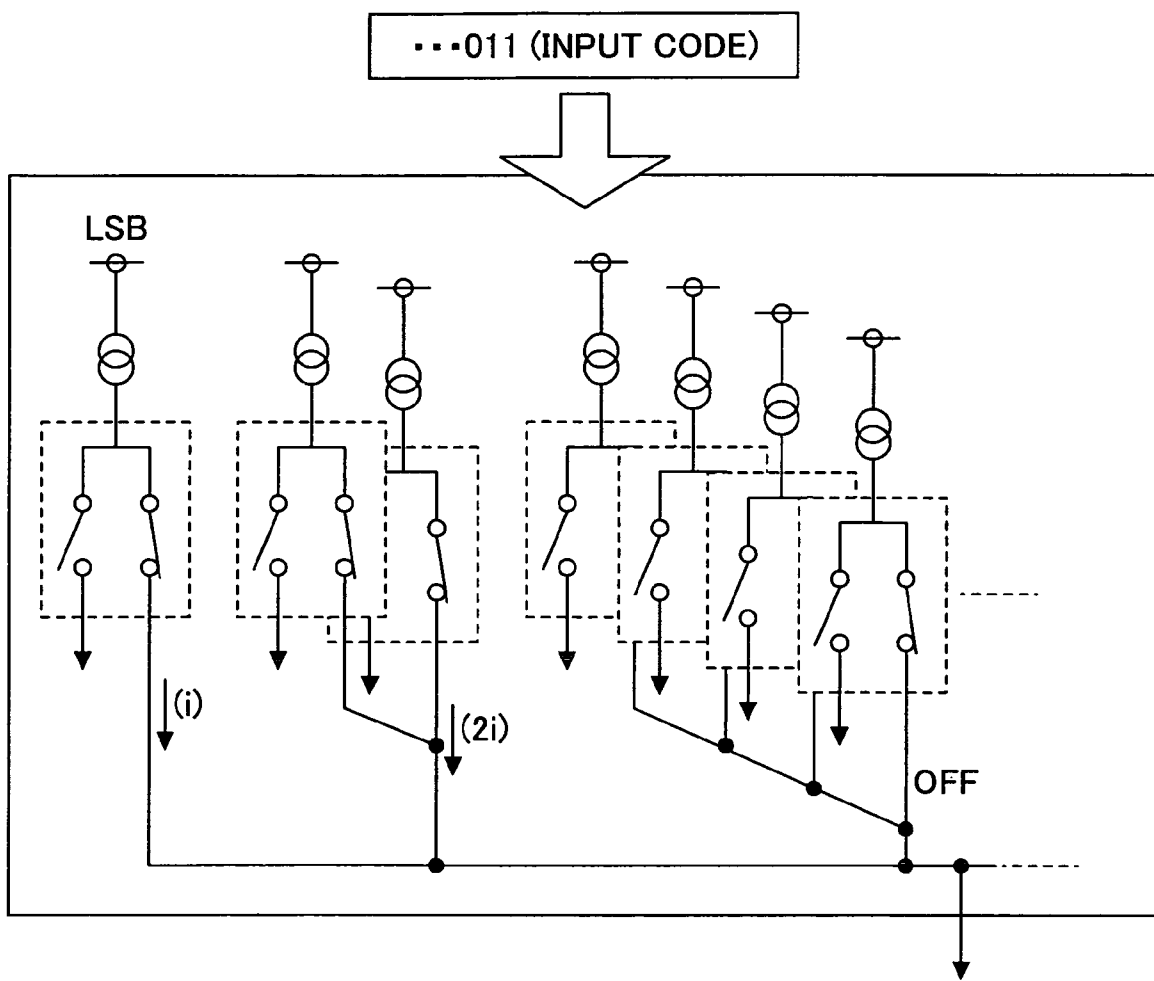 ･･･011 (INPUT CODE)
LSB
(i)
(2i)
OFF